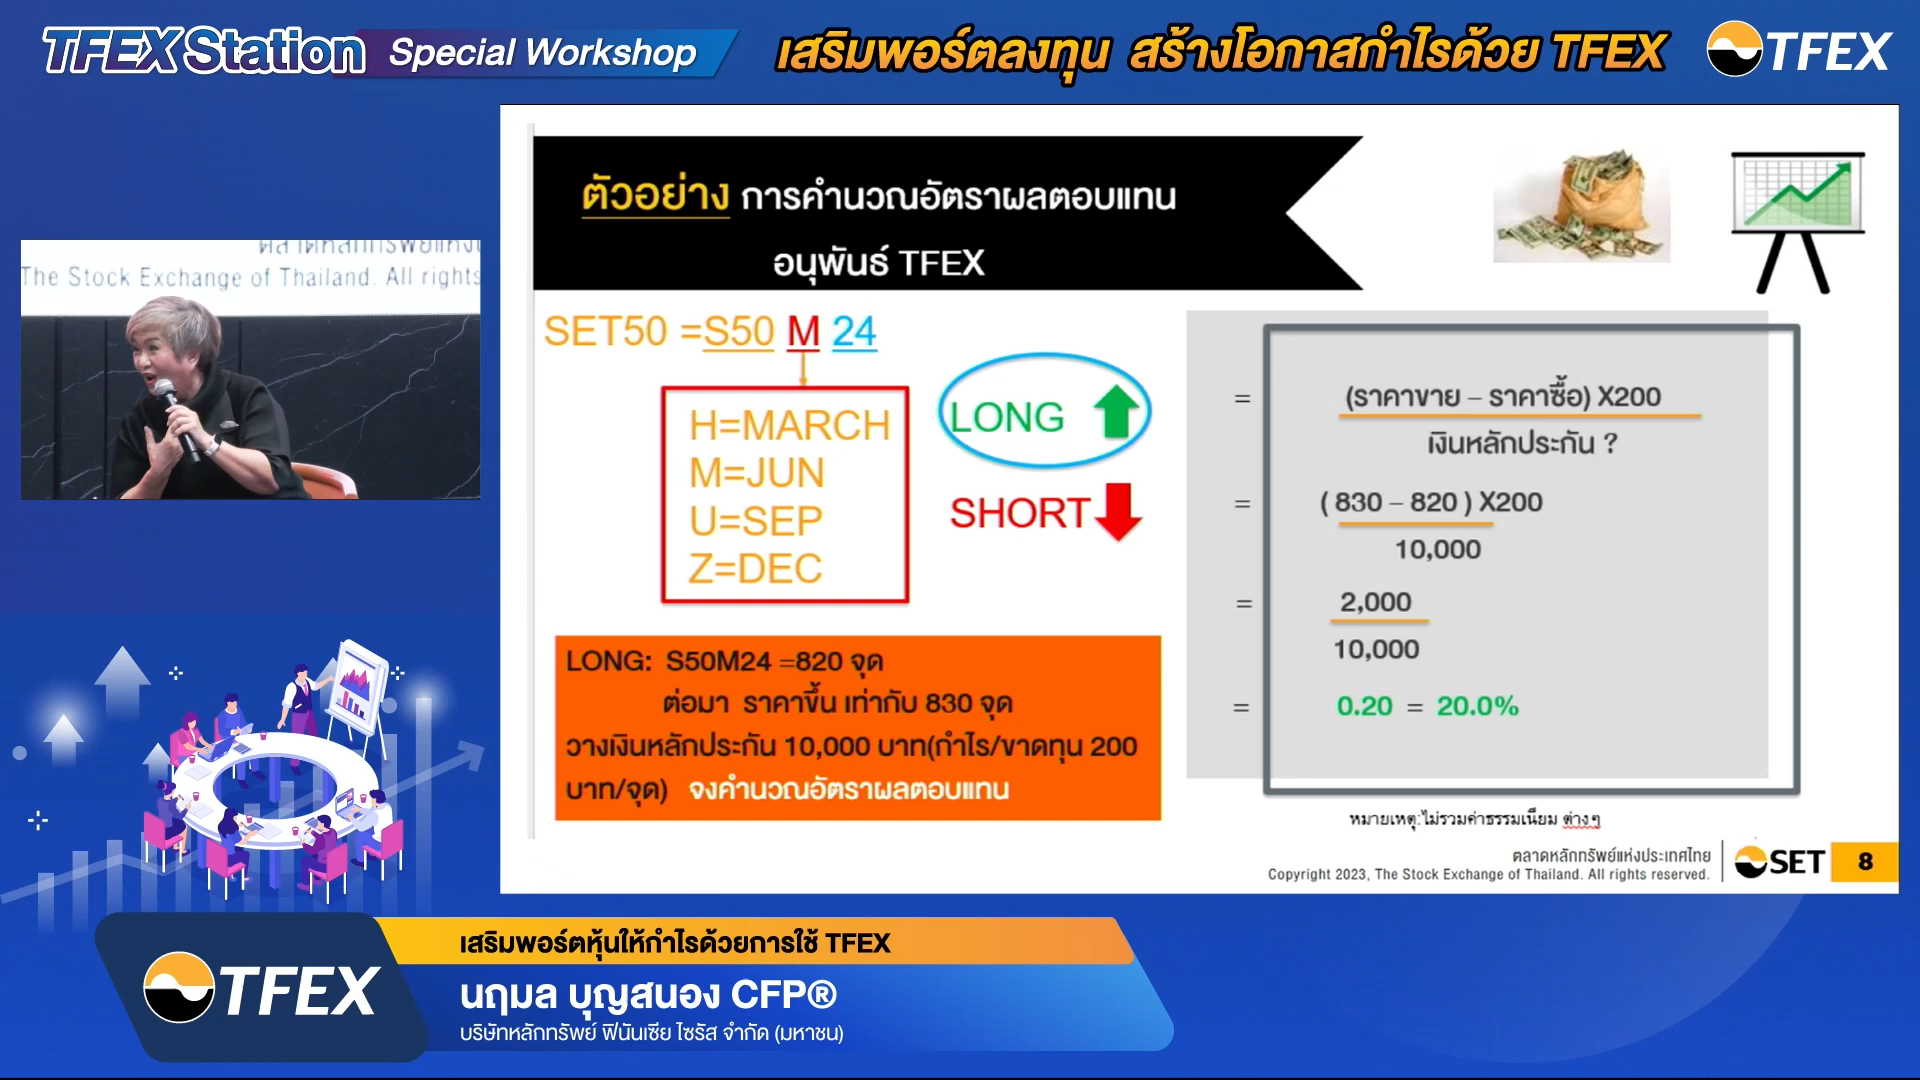 TFEX Station Special Workshop
เสริมพอร์ตลงทุน สร้างโอกาสกำไรด้วย TFEX
TFEX
The Stock Exchange of Thailand. All rights
ตัวอย่าง การคำนวณอัตราผลตอบแทน
อนุพันธ์ TFEX
SET50 =S50 M 24
H=MARCH
M=JUN
U=SEP
Z=DEC
LONG
SHORT
LONG: S50M24 =820 จุด
ต่อมา ราคาขึ้น เท่ากับ 830 จุด
วางเงินหลักประกัน 10,000 บาท(กำไร/ขาดทุน 200
บาท/จุด) จงคำนวณอัตราผลตอบแทน
= (ราคาขาย – ราคาซื้อ) X200
เงินหลักประกัน ?
= ( 830 – 820 ) X200
10,000
= 2,000
10,000
= 0.20 = 20.0%
หมายเหตุ:ไม่รวมค่าธรรมเนียม ต่างๆ
ตลาดหลักทรัพย์แห่งประเทศไทย
Copyright 2023, The Stock Exchange of Thailand. All rights reserved.
SET
8
TFEX
เสริมพอร์ตหุ้นให้กำไรด้วยการใช้ TFEX
นฤมล บุญสนอง CFP®
บริษัทหลักทรัพย์ ฟินันเซีย ไซรัส จำกัด (มหาชน)